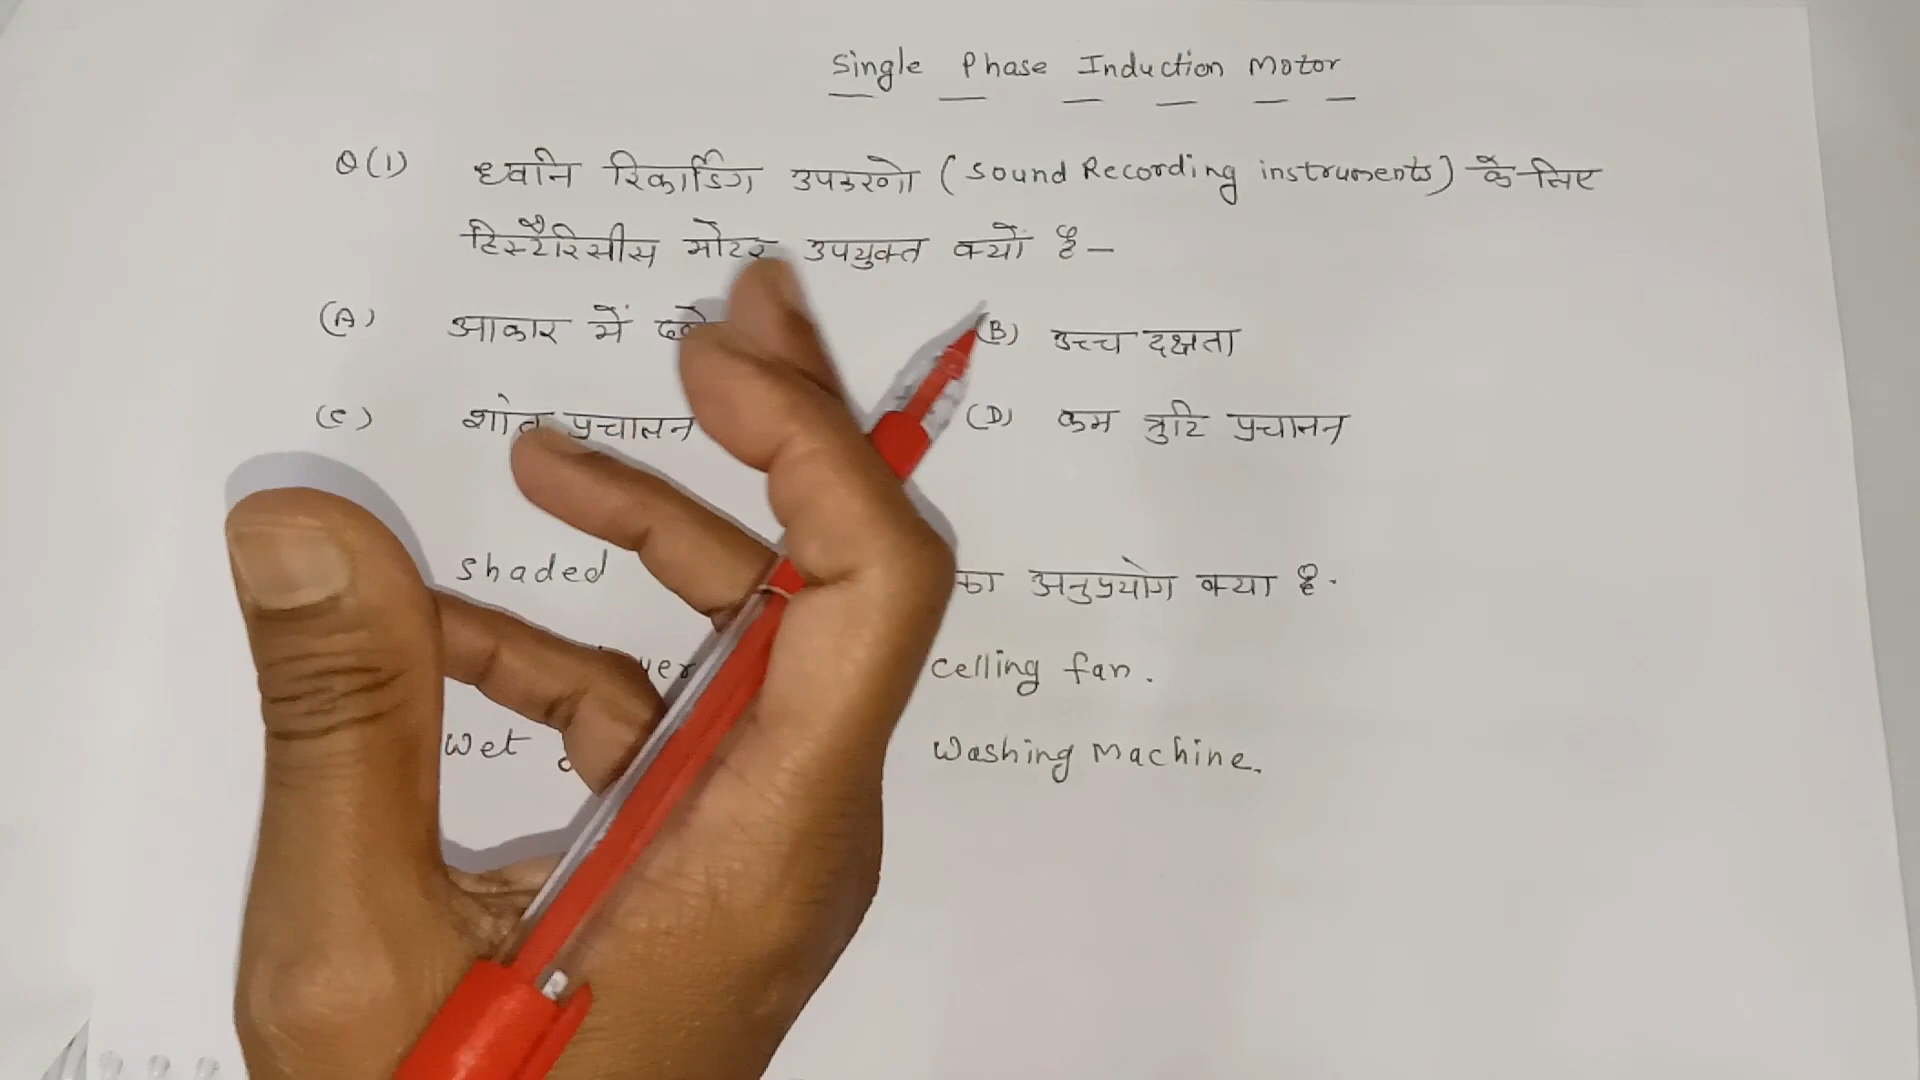 Single Phase Induction Motor
Q(1) ध्वनि रिकार्डिंग उपकरणो (Sound Recording instruments) के लिए
हिस्टैरिसीस मोटर उपयुक्त क्यों है -
(A) आकार में (B) उच्च दक्षता
(C) शांत प्रचालन (D) कम त्रुटि प्रचालन
Shaded का अनुप्रयोग क्या है.
celling fan.
Wet Washing Machine.